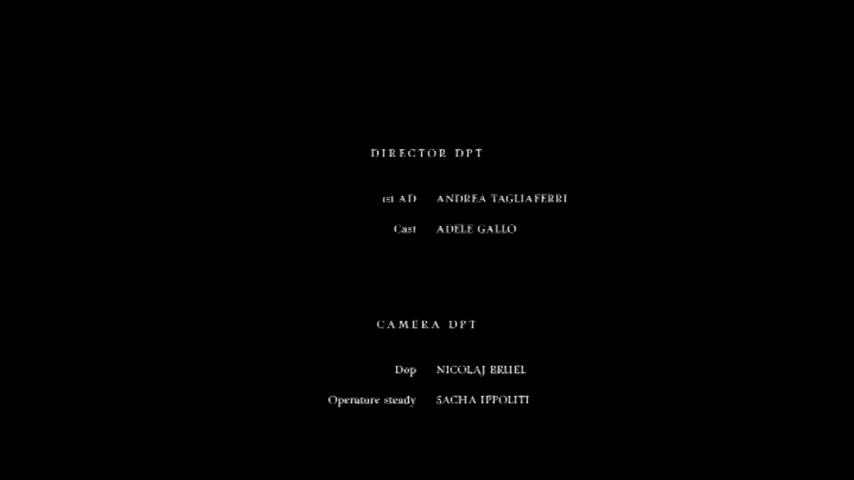 DIRECTOR DPT
1st AD ANDREA TAGLIAFERRI
Cast ADELE GALLO
CAMERA DPT
Dop NICOLAJ BRUEL
Operatore steady SACHA IPPOLITI